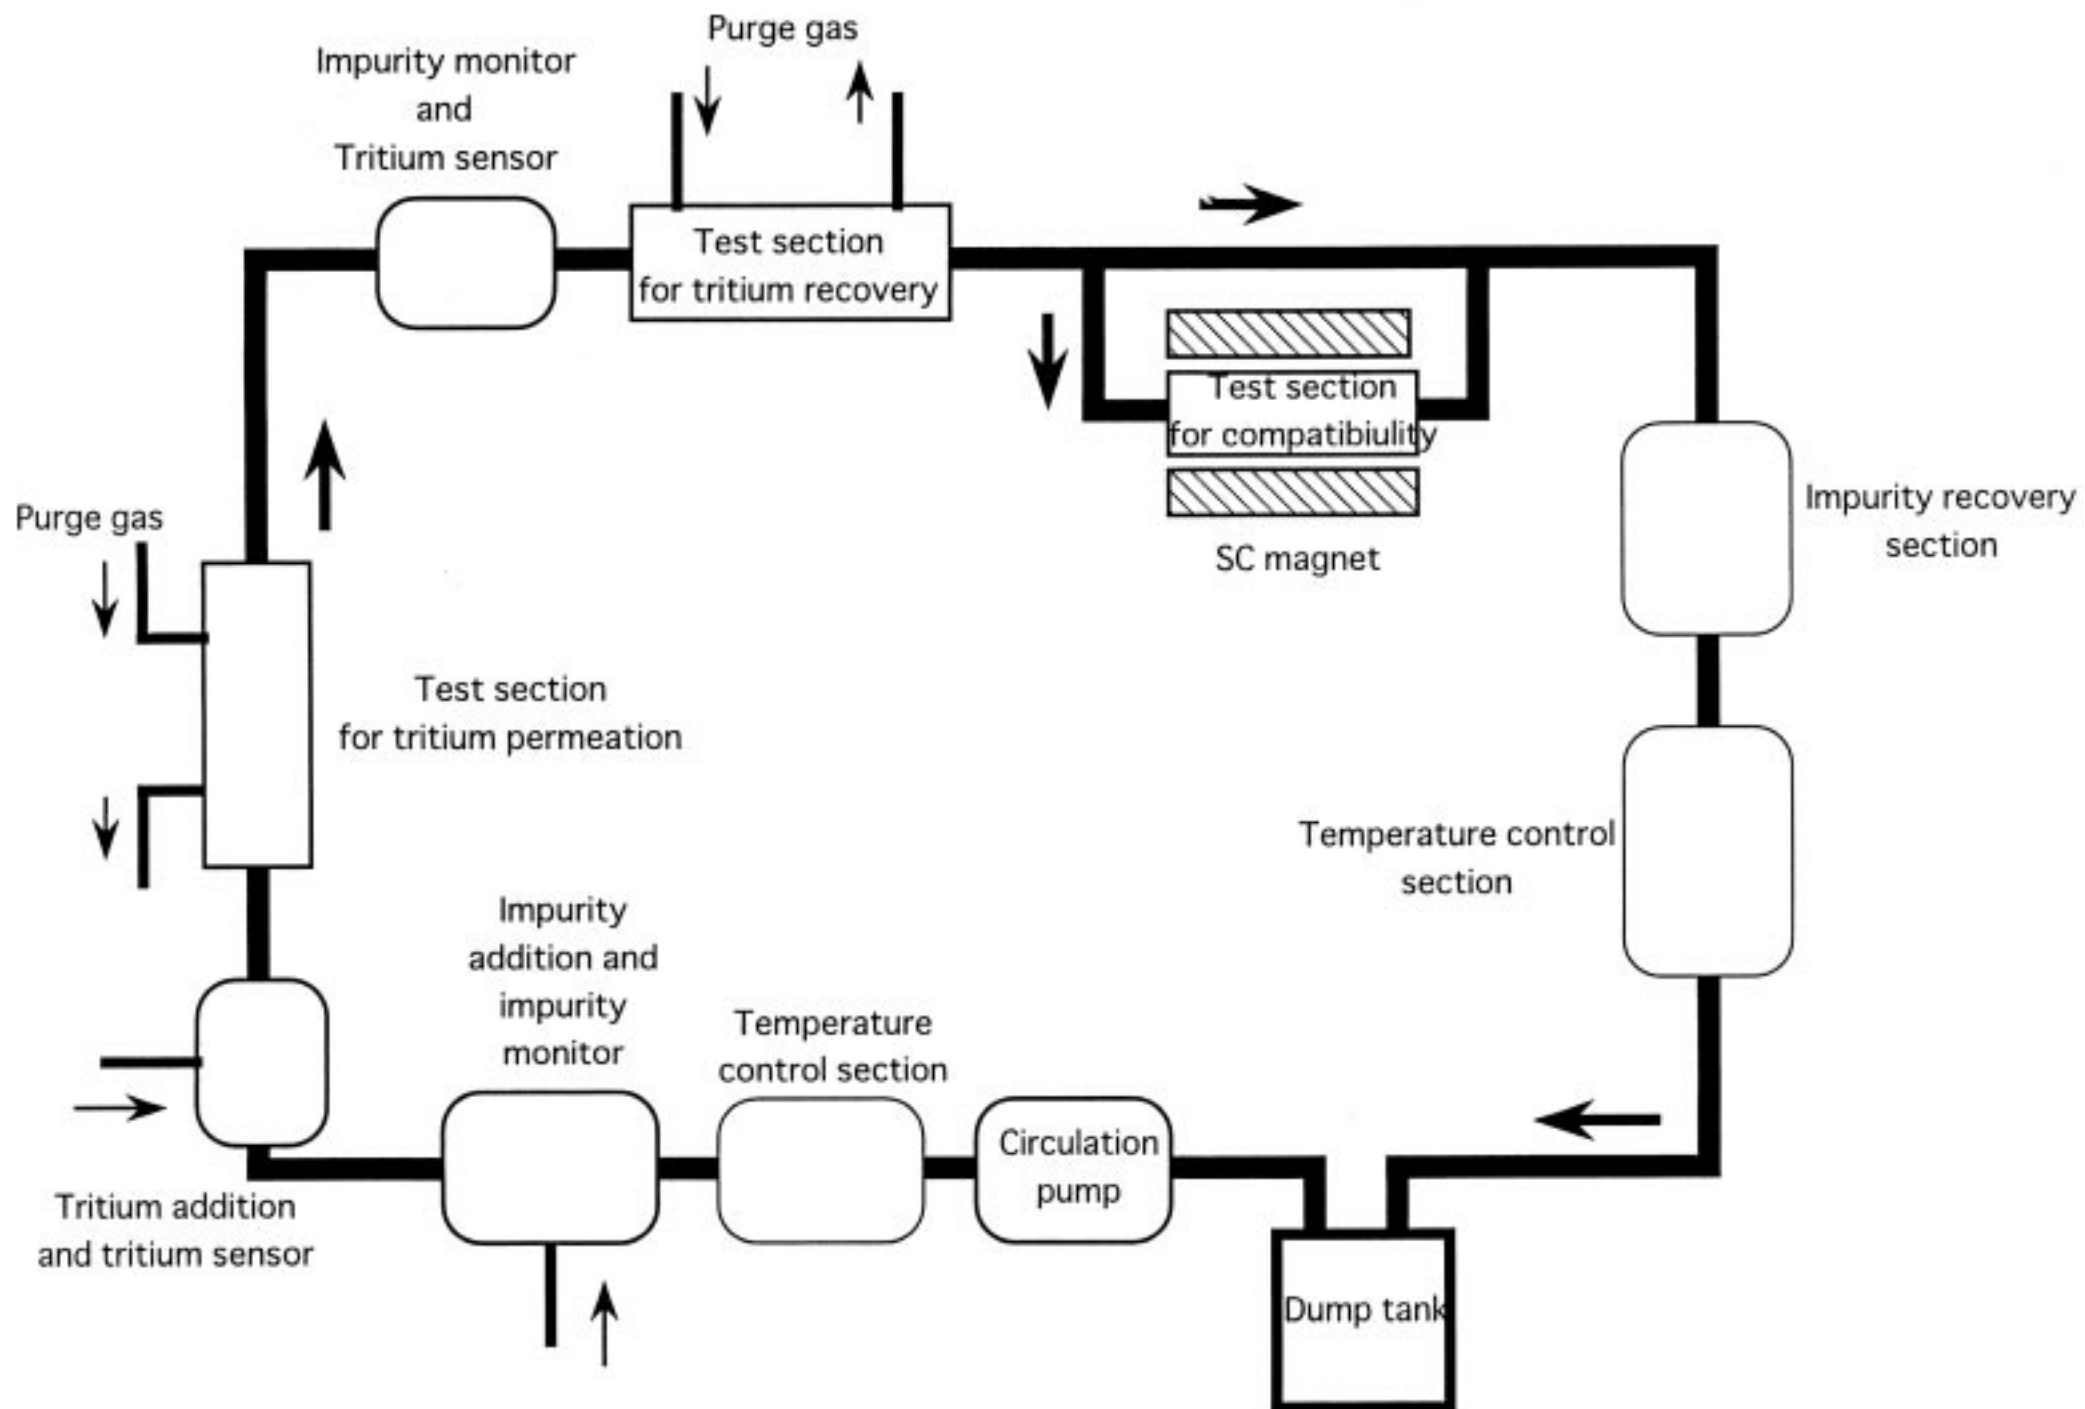 Purge gas
Impurity monitor
and
Tritium sensor
Test section
for tritium recovery
Test section
for compatibiulity
SC magnet
Impurity recovery
section
Purge gas
Test section
for tritium permeation
Temperature control
section
Impurity
addition and
impurity
monitor
Temperature
control section
Circulation
pump
Tritium addition
and tritium sensor
Dump tank